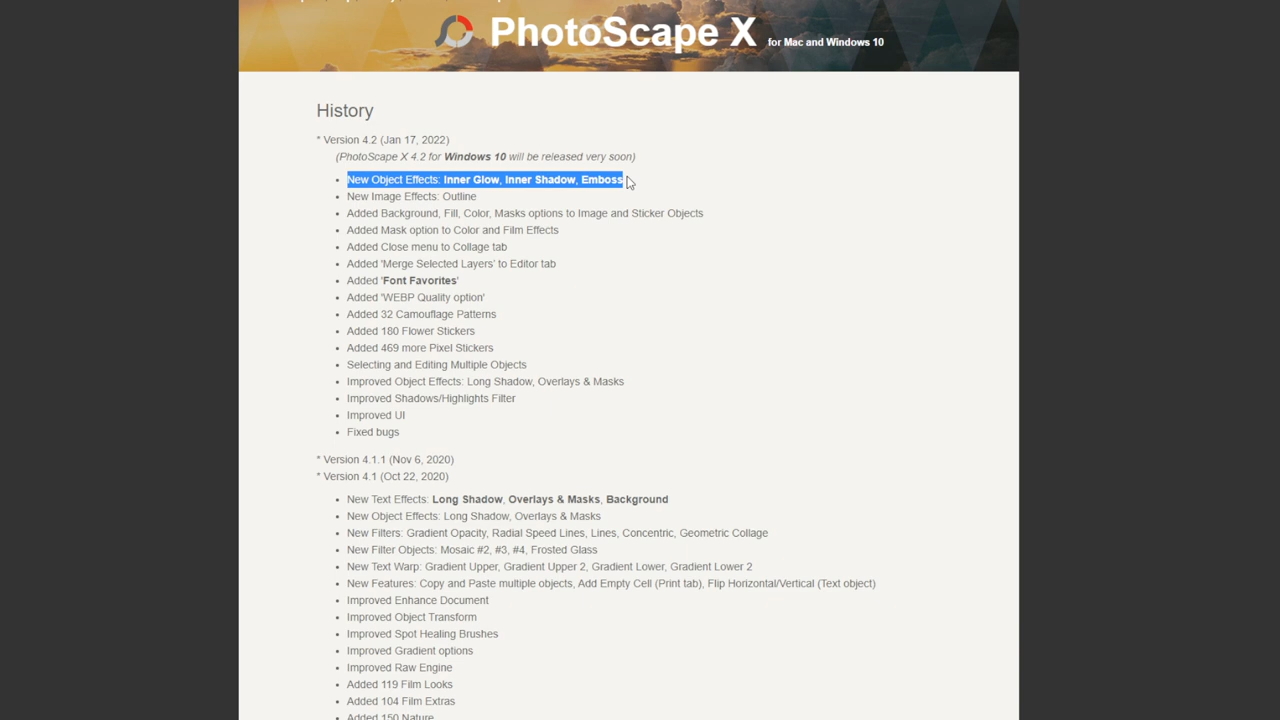 PhotoScape X for Mac and Windows 10
History
* Version 4.2 (Jan 17, 2022)
(PhotoScape X 4.2 for Windows 10 will be released very soon)
• New Object Effects: Inner Glow, Inner Shadow, Emboss
• New Image Effects: Outline
• Added Background, Fill, Color, Masks options to Image and Sticker Objects
• Added Mask option to Color and Film Effects
• Added Close menu to Collage tab
• Added 'Merge Selected Layers' to Editor tab
• Added 'Font Favorites'
• Added 'WEBP Quality option'
• Added 32 Camouflage Patterns
• Added 180 Flower Stickers
• Added 469 more Pixel Stickers
• Selecting and Editing Multiple Objects
• Improved Object Effects: Long Shadow, Overlays & Masks
• Improved Shadows/Highlights Filter
• Improved UI
• Fixed bugs
* Version 4.1.1 (Nov 6, 2020)
* Version 4.1 (Oct 22, 2020)
• New Text Effects: Long Shadow, Overlays & Masks, Background
• New Object Effects: Long Shadow, Overlays & Masks
• New Filters: Gradient Opacity, Radial Speed Lines, Lines, Concentric, Geometric Collage
• New Filter Objects: Mosaic #2, #3, #4, Frosted Glass
• New Text Warp: Gradient Upper, Gradient Upper 2, Gradient Lower, Gradient Lower 2
• New Features: Copy and Paste multiple objects, Add Empty Cell (Print tab), Flip Horizontal/Vertical (Text object)
• Improved Enhance Document
• Improved Object Transform
• Improved Spot Healing Brushes
• Improved Gradient options
• Improved Raw Engine
• Added 119 Film Looks
• Added 104 Film Extras
• Added 150 Nature